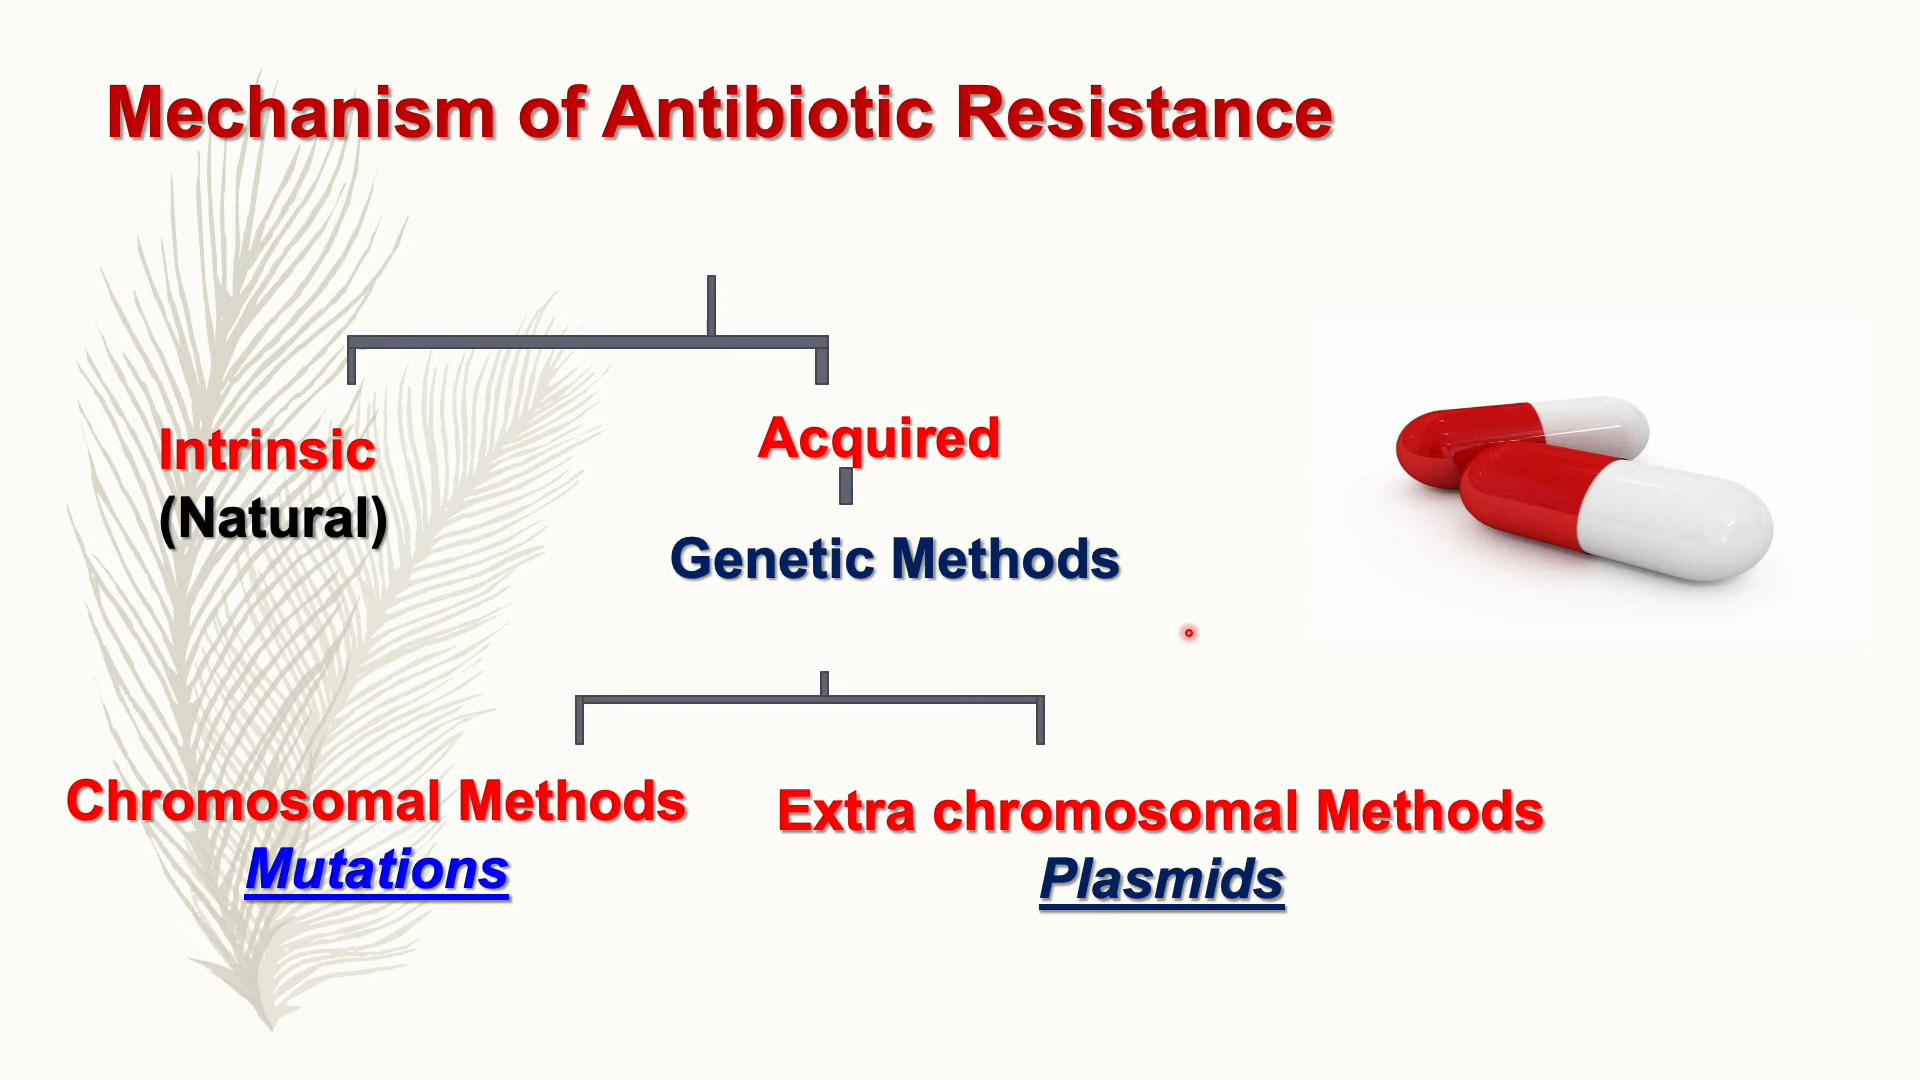 Mechanism of Antibiotic Resistance
Intrinsic
(Natural)
Acquired
Genetic Methods
Chromosomal Methods
Mutations
Extra chromosomal Methods
Plasmids